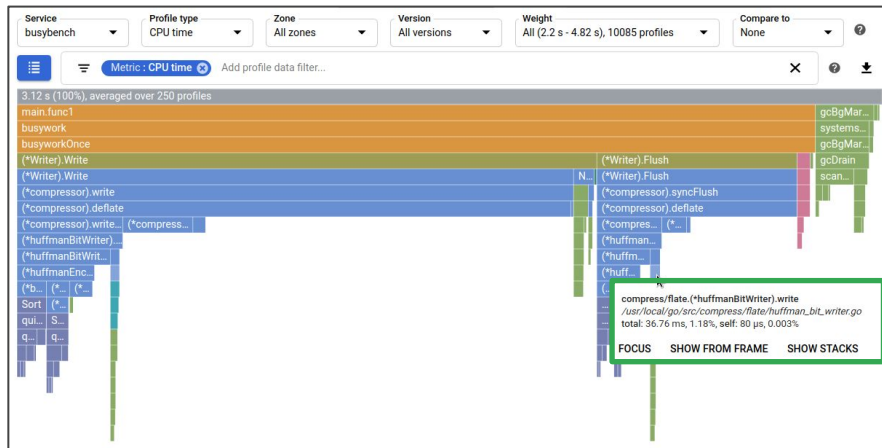 Service
busybench
Profile type
CPU time
Zone
All zones
Version
All versions
Weight
All (2.2 s - 4.82 s), 10085 profiles
Compare to
None
Metric : CPU time
Add profile data filter...
3.12 s (100%), averaged over 250 profiles
main.func1 gcBgMar...
busywork systems...
busyworkOnce gcBgMar...
(*Writer).Write (*Writer).Flush gcDrain
(*Writer).Write N... (*Writer).Flush scan...
(*compressor).write (*compressor).syncFlush
(*compressor).deflate (*compressor).deflate
(*compressor).write... (*compress... (*compres... (*...
(*huffmanBitWriter).... (*huffman...
(*huffmanBitWrit... (*huffm...
(*huffmanEnc... (*huff...
(*b... (*... (*... (...
Sort (*... ...
qui... S... ...
q... q... ...
compress/flate.(*huffmanBitWriter).write
/usr/local/go/src/compress/flate/huffman_bit_writer.go
total: 36.76 ms, 1.18%, self: 80 µs, 0.003%
FOCUS SHOW FROM FRAME SHOW STACKS